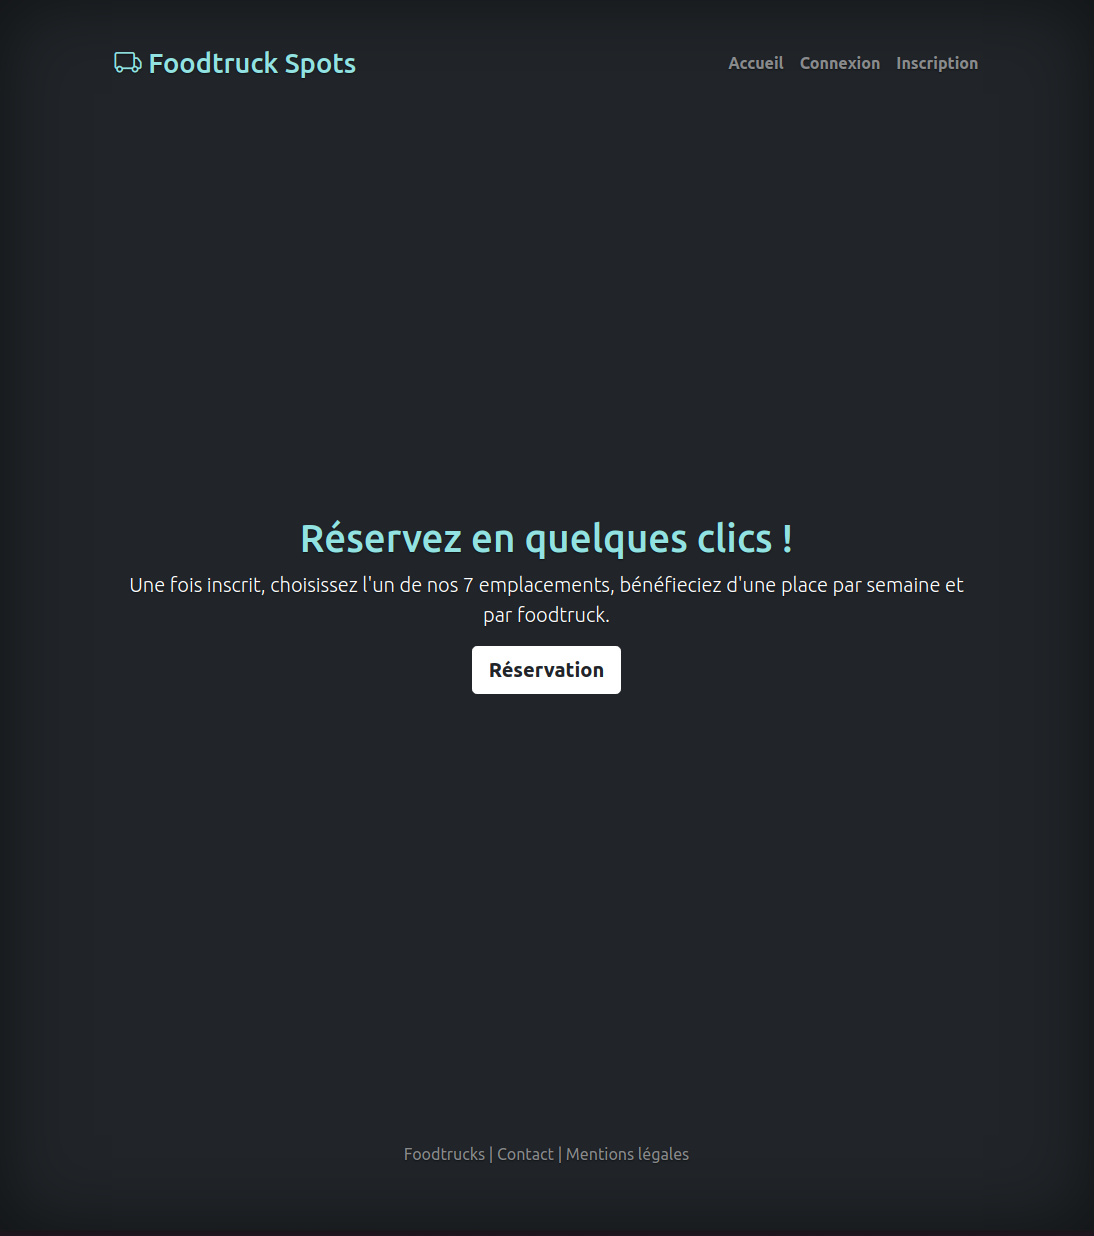 Foodtruck Spots
Accueil Connexion Inscription
Réservez en quelques clics !
Une fois inscrit, choisissez l'un de nos 7 emplacements, bénéfieciez d'une place par semaine et
par foodtruck.
Réservation
Foodtrucks | Contact | Mentions légales